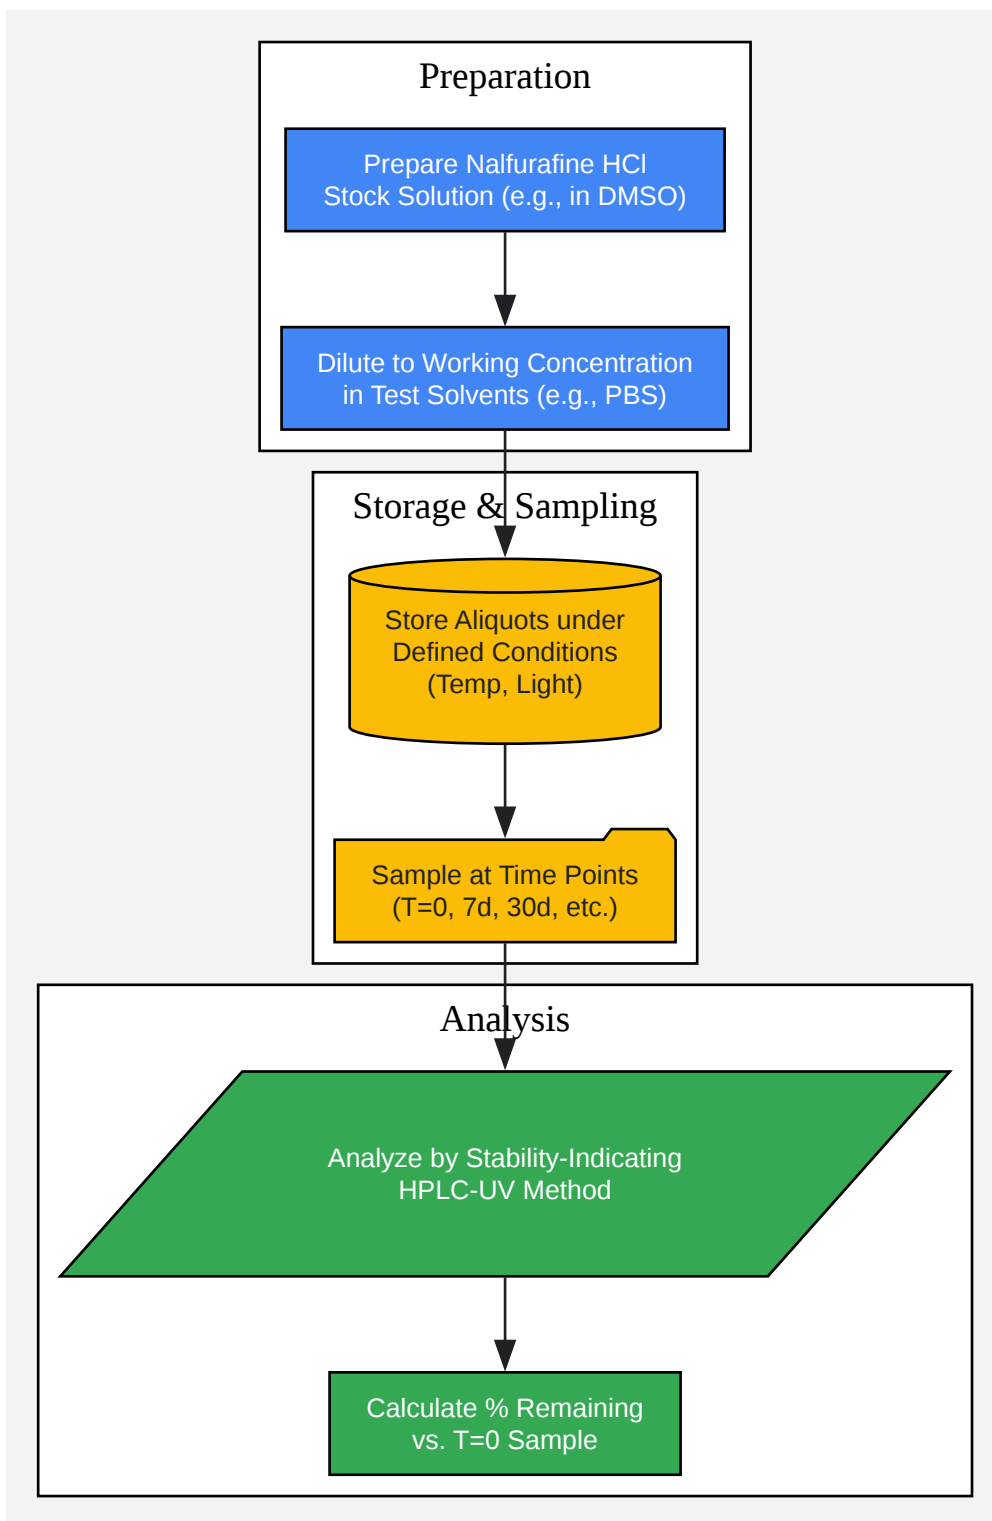 Preparation
Prepare Nalfurafine HCl
Stock Solution (e.g., in DMSO)
Dilute to Working Concentration
in Test Solvents (e.g., PBS)
Storage & Sampling
Store Aliquots under
Defined Conditions
(Temp, Light)
Sample at Time Points
(T=0, 7d, 30d, etc.)
Analysis
Analyze by Stability-Indicating
HPLC-UV Method
Calculate % Remaining
vs. T=0 Sample